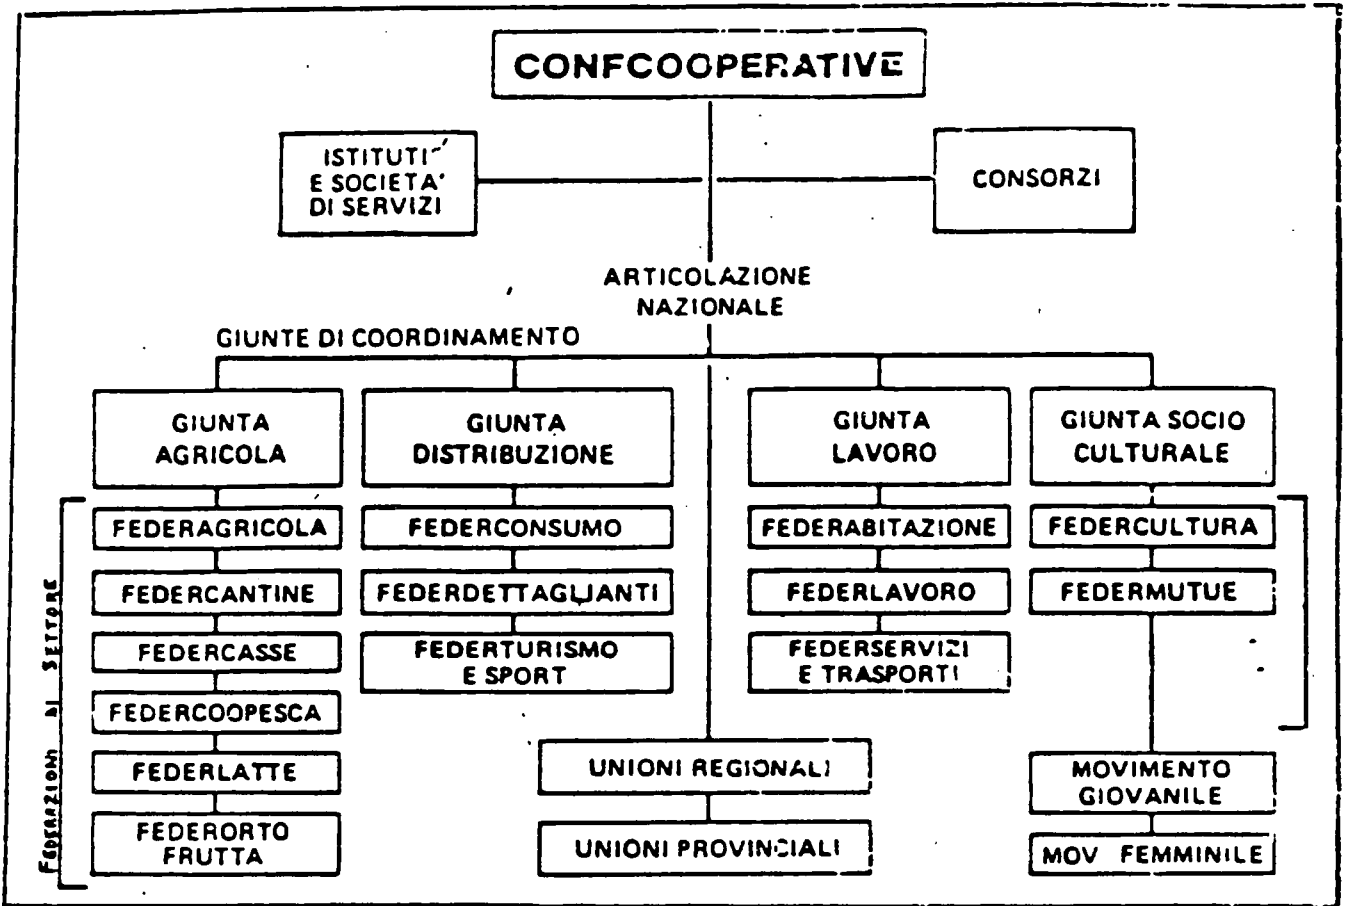 CONFCOOPERATIVE
ISTITUTI
E SOCIETA'
DI SERVIZI
CONSORZI
ARTICOLAZIONE
NAZIONALE
GIUNTE DI COORDINAMENTO
GIUNTA
AGRICOLA
GIUNTA
DISTRIBUZIONE
GIUNTA
LAVORO
GIUNTA SOCIO
CULTURALE
FEDERAZIONI DI SETTORE
FEDERAGRICOLA
FEDERCANTINE
FEDERCASSE
FEDERCOOPESCA
FEDERLATTE
FEDERORTO
FRUTTA
FEDERCONSUMO
FEDERDETTAGLIANTI
FEDERTURISMO
E SPORT
UNIONI REGIONALI
UNIONI PROVINCIALI
FEDERABITAZIONE
FEDERLAVORO
FEDERSERVIZI
E TRASPORTI
FEDERCULTURA
FEDERMUTUE
MOVIMENTO
GIOVANILE
MOV FEMMINILE